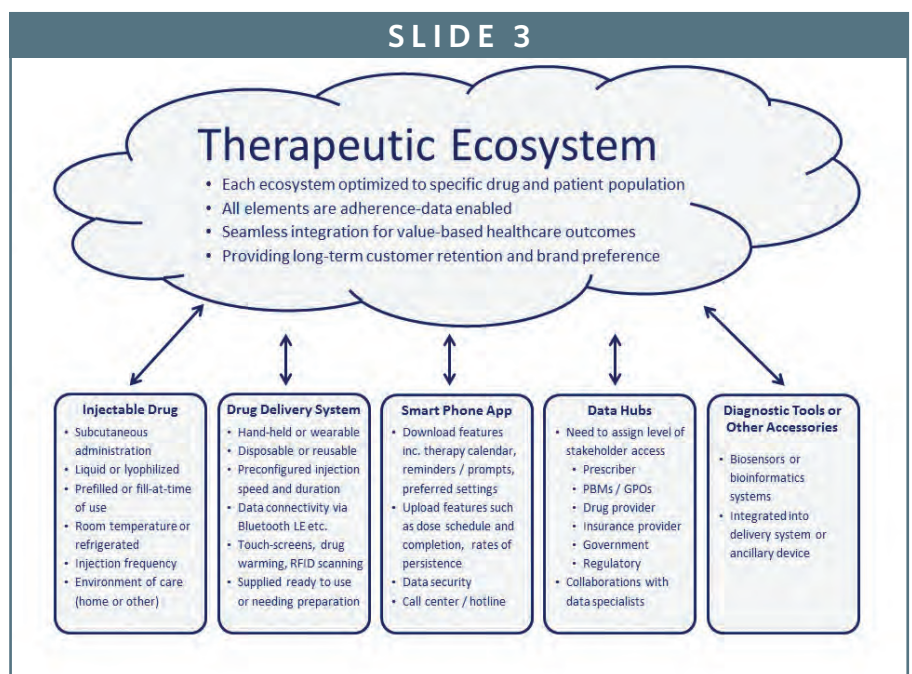 SLIDE 3
Therapeutic Ecosystem
• Each ecosystem optimized to specific drug and patient population
• All elements are adherence-data enabled
• Seamless integration for value-based healthcare outcomes
• Providing long-term customer retention and brand preference
Injectable Drug
• Subcutaneous
administration
• Liquid or lyophilized
• Prefilled or fill-at-time
of use
• Room temperature or
refrigerated
• Injection frequency
• Environment of care
(home or other)
Drug Delivery System
• Hand-held or wearable
• Disposable or reusable
• Preconfigured injection
speed and duration
• Data connectivity via
Bluetooth LE etc.
• Touch-screens, drug
warming, RFID scanning
• Supplied ready to use
or needing preparation
Smart Phone App
• Download features
inc. therapy calendar,
reminders / prompts,
preferred settings
• Upload features such
as dose schedule and
completion, rates of
persistence
• Data security
• Call center / hotline
Data Hubs
• Need to assign level of
stakeholder access
• Prescriber
• PBMs / GPOs
• Drug provider
• Insurance provider
• Government
• Regulatory
• Collaborations with
data specialists
Diagnostic Tools or
Other Accessories
• Biosensors or
bioinformatics
systems
• Integrated into
delivery system or
ancillary device